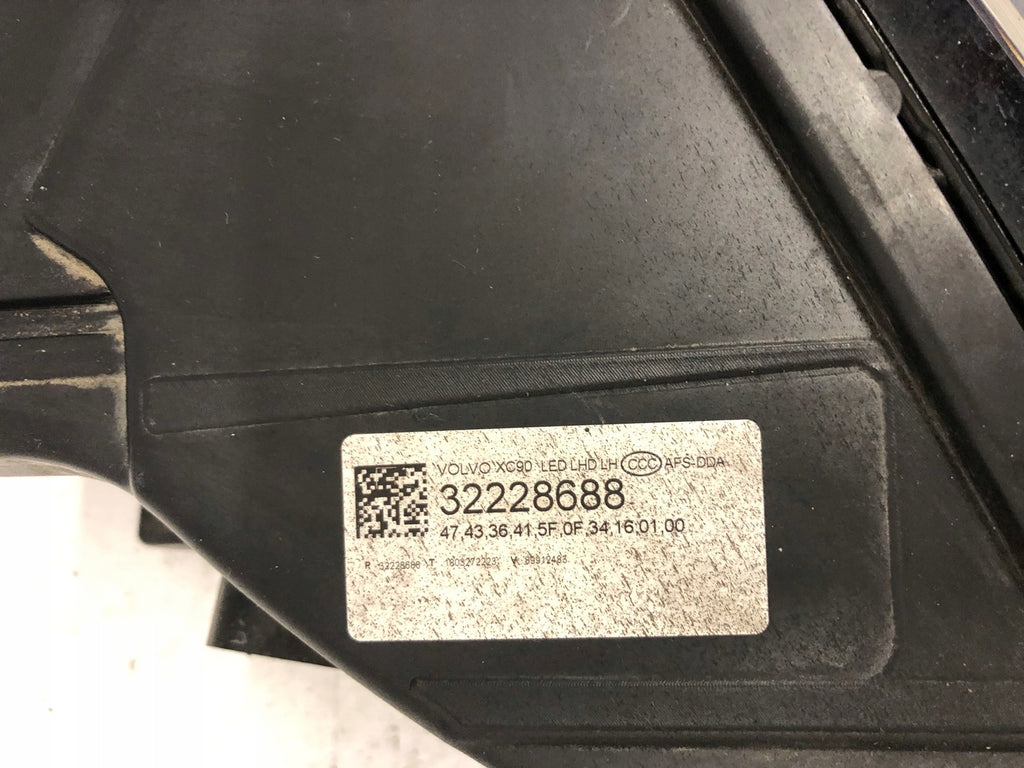 VOLVO XC90 LED LHD LH CCC AFS-DDA
32228688
47.43.36.41.5F.0F.34.16.01.00
P 32228688 T